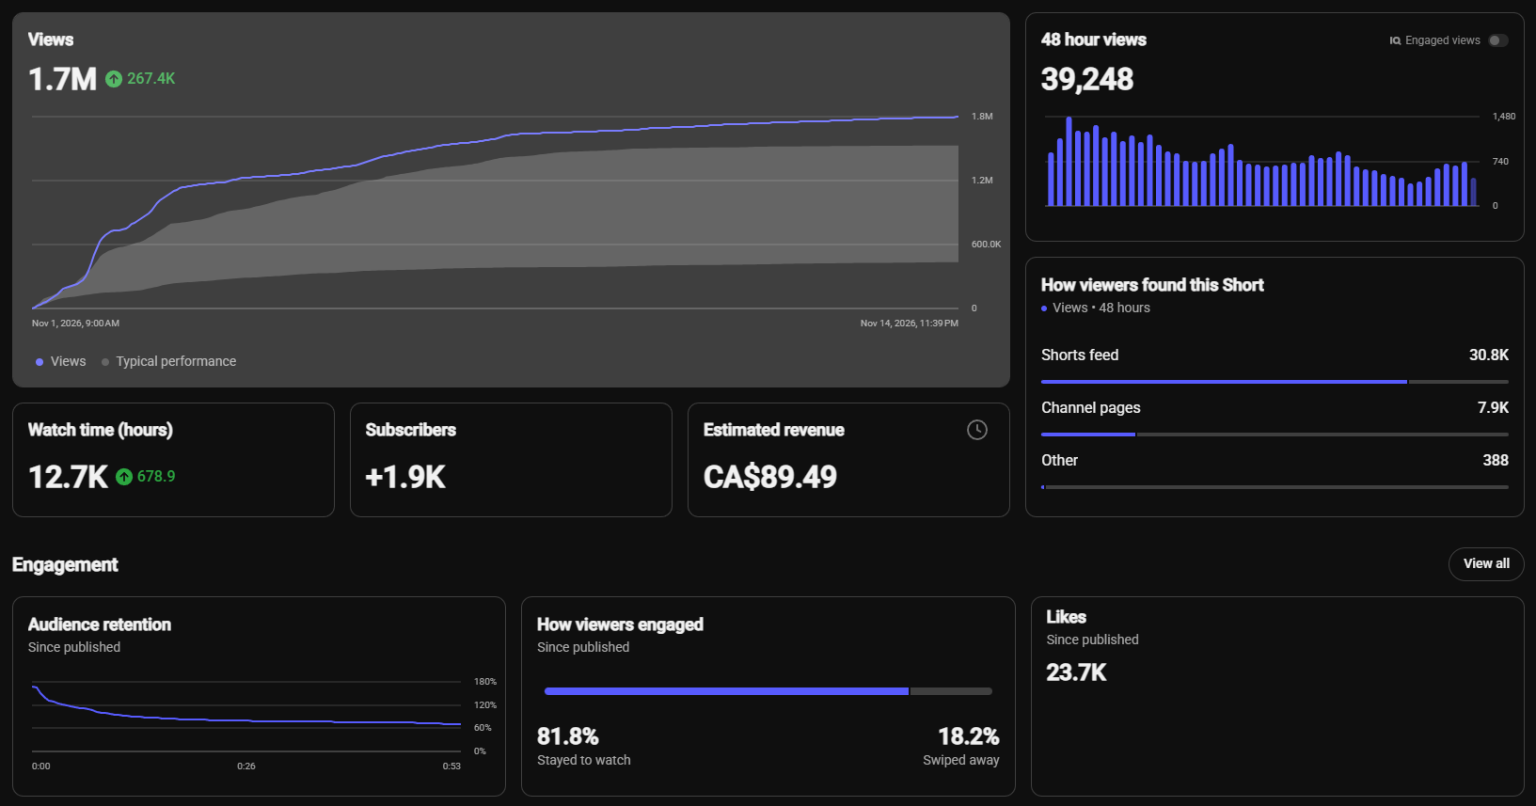 Views
1.7M 267.4K
1.8M
1.2M
600.0K
0
Nov 1, 2026, 9:00 AM Nov 14, 2026, 11:39 PM
Views Typical performance
48 hour views IQ Engaged views
39,248
1,480
740
0
How viewers found this Short
Views • 48 hours
Shorts feed 30.8K
Channel pages 7.9K
Other 388
Watch time (hours)
12.7K 678.9
Subscribers
+1.9K
Estimated revenue
CA$89.49
Engagement View all
Audience retention
Since published
180%
120%
60%
0%
0:00 0:26 0:53
How viewers engaged
Since published
81.8% 18.2%
Stayed to watch Swiped away
Likes
Since published
23.7K